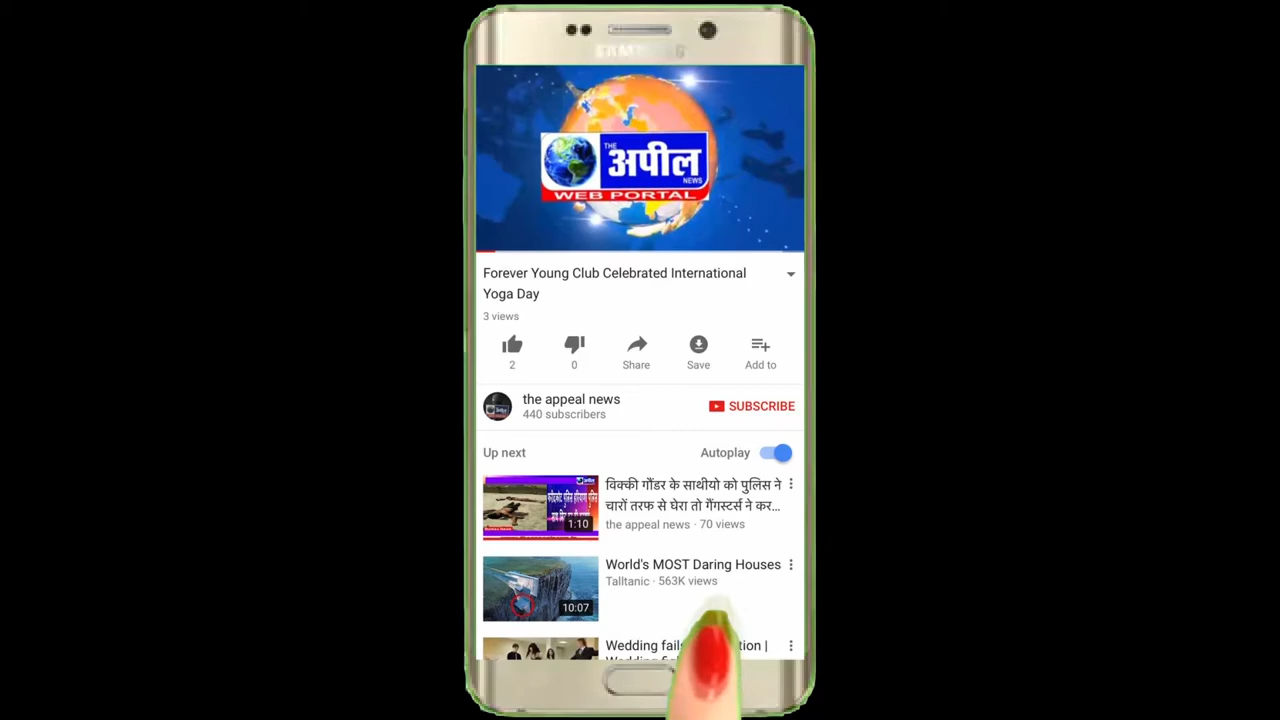 SAMSUNG
THE
अपील
NEWS
WEB PORTAL
Forever Young Club Celebrated International
Yoga Day
3 views
2
0
Share
Save
Add to
the appeal news
440 subscribers
SUBSCRIBE
Up next
Autoplay
विक्की गौंडर के साथीयो को पुलिस ने
चारों तरफ से घेरा तो गैंगस्टर्स ने कर...
the appeal news · 70 views
1:10
World's MOST Daring Houses
Talltanic · 563K views
10:07
Wedding fails